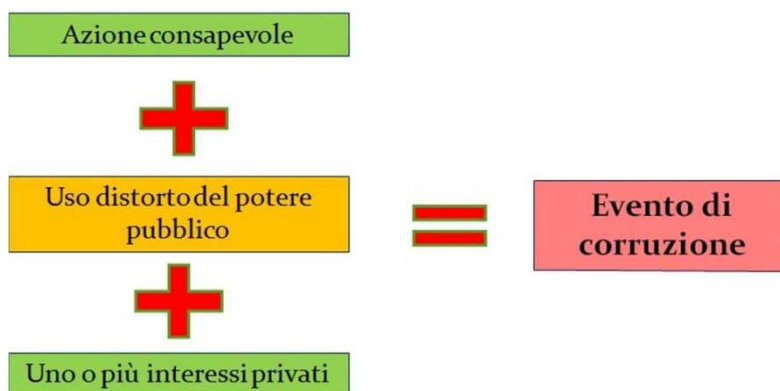 Azione consapevole
Uso distorto del potere
pubblico
Evento di
corruzione
Uno o più interessi privati